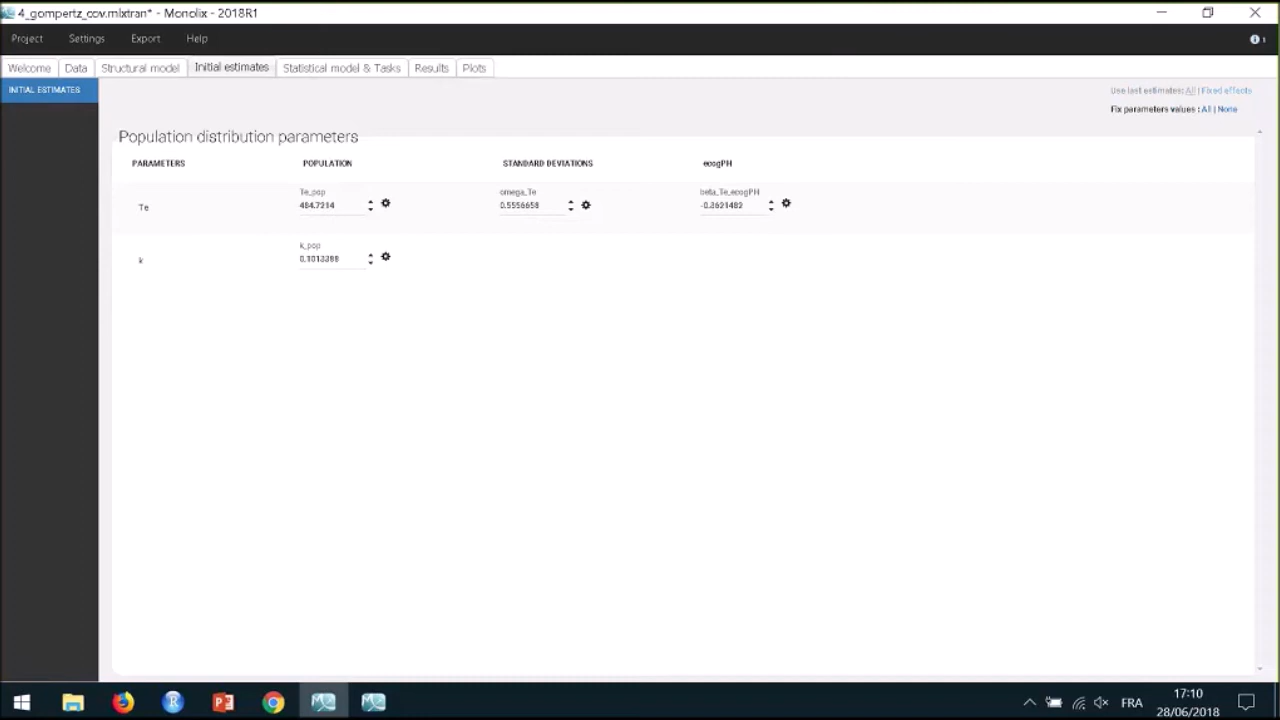 4_gompertz_cov.mlxtran* - Monolix - 2018R1
Project Settings Export Help
1
Welcome Data Structural model Initial estimates Statistical model & Tasks Results Plots
INITIAL ESTIMATES
Use last estimates: All | Fixed effects
Fix parameters values : All | None
Population distribution parameters
PARAMETERS POPULATION STANDARD DEVIATIONS ecogPH
Te_pop omega_Te beta_Te_ecogPH
Te 484.7214 0.5556658 -0.3621482
k_pop
k 0.1013398
FRA
17:10
28/06/2018